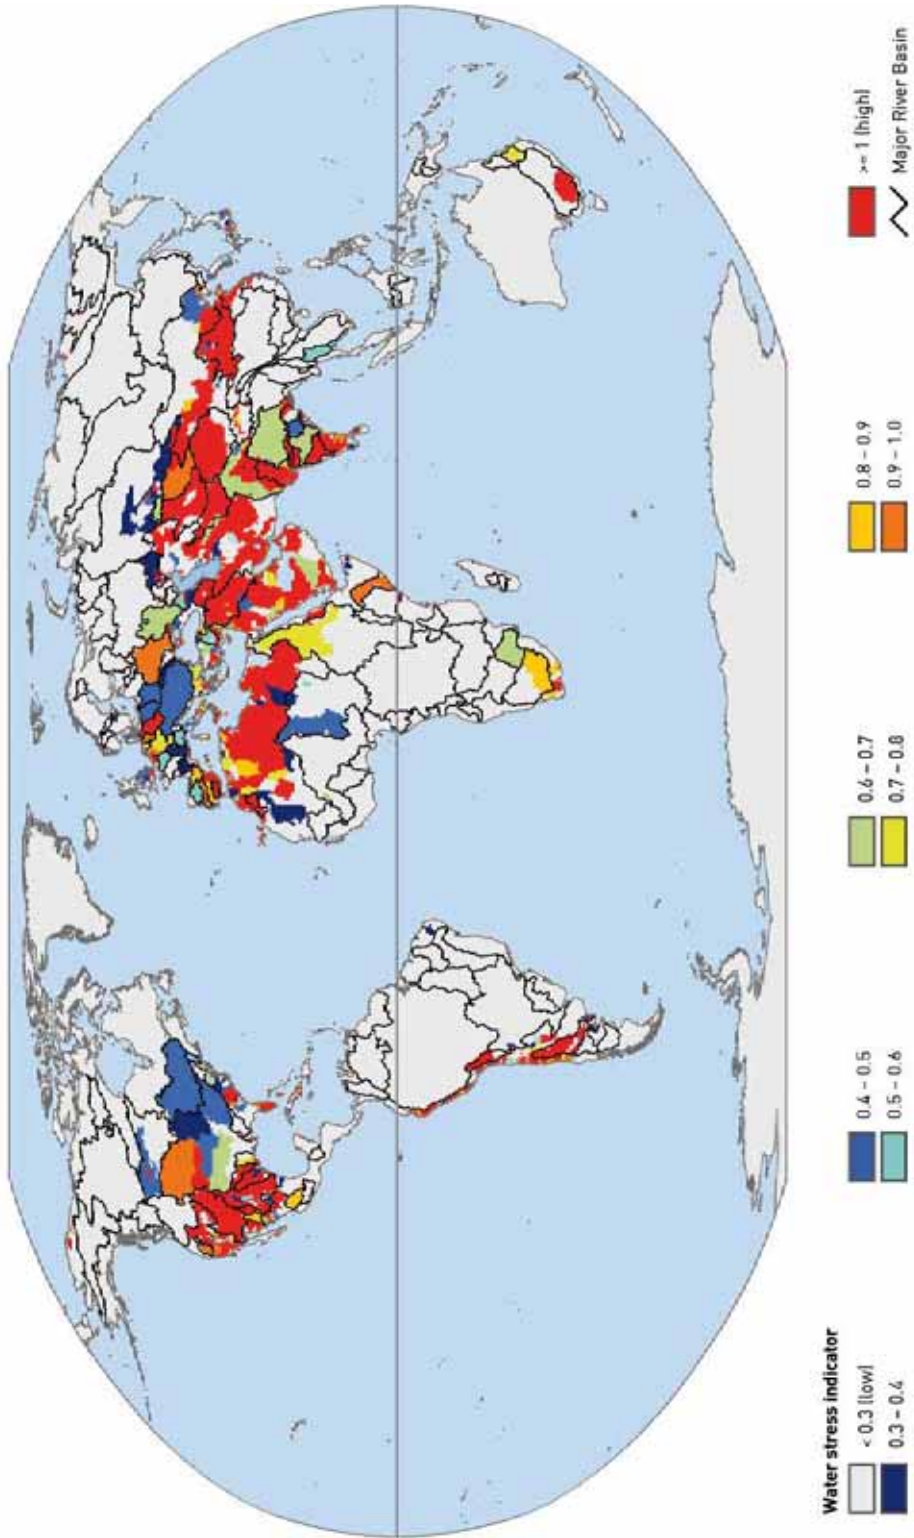 Water stress indicator
< 0.3 (low)
0.3 – 0.4
0.4 – 0.5
0.5 – 0.6
0.6 – 0.7
0.7 – 0.8
0.8 – 0.9
0.9 – 1.0
>= 1 (high)
Major River Basin